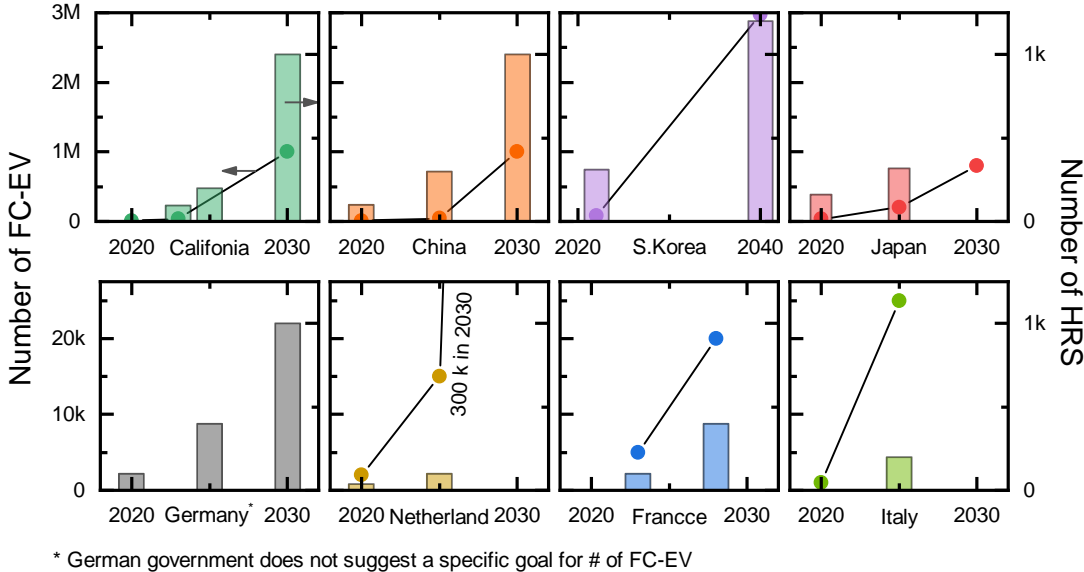 3M
2M
1M
0
1k
0
2020 Califonia 2030
2020 China 2030
2020 S.Korea 2040
2020 Japan 2030
Number of FC-EV
Number of HRS
20k
10k
0
1k
0
300 k in 2030
2020 Germany* 2030
2020 Netherland 2030
2020 Francce 2030
2020 Italy 2030
* German government does not suggest a specific goal for # of FC-EV